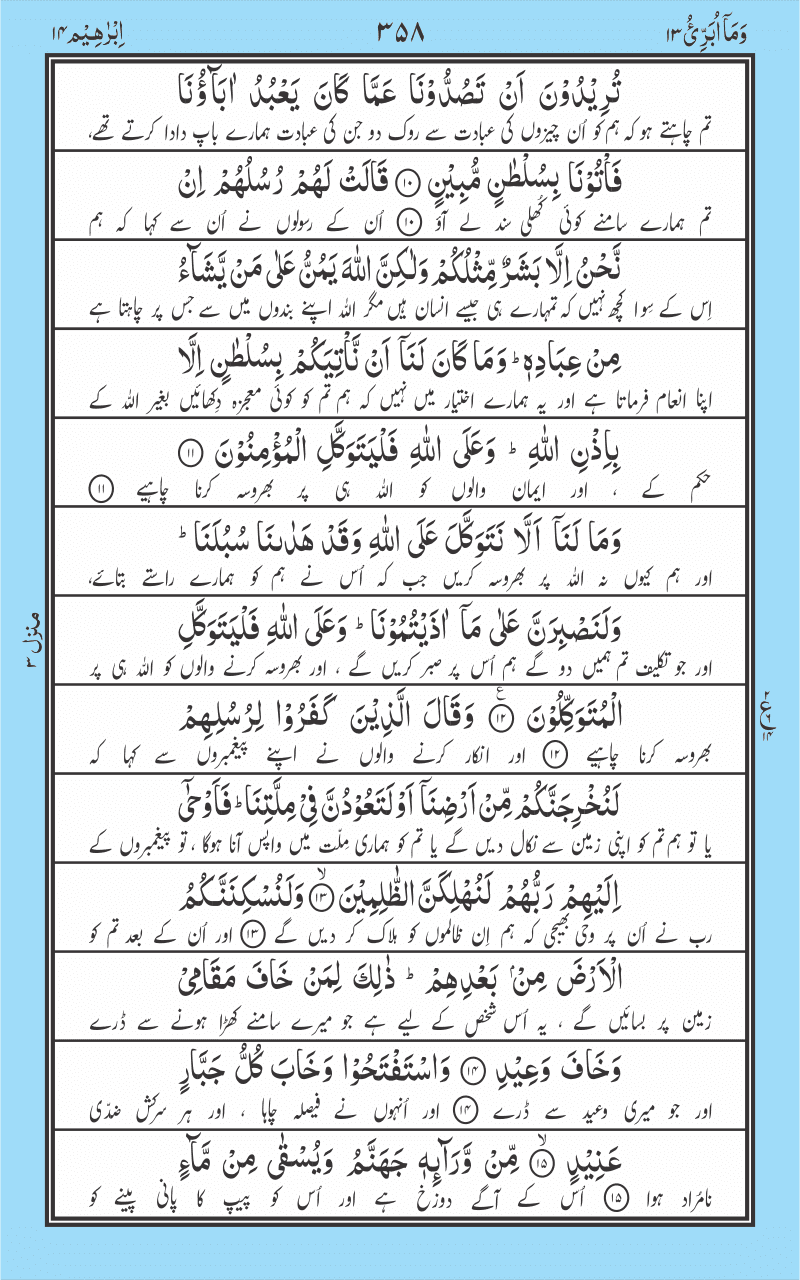 وَمَاۤ اُبَرِّئُ ۱۳
۳۵۸
اِبْرٰهِيْم ۱۴
تُرِيْدُوْنَ اَنْ تَصُدُّوْنَا عَمَّا كَانَ يَعْبُدُ اٰبَآؤُنَا
تم چاہتے ہو کہ ہم کو اُن چیزوں کی عبادت سے روک دو جن کی عبادت ہمارے باپ دادا کرتے تھے،
فَاْتُوْنَا بِسُلْطٰنٍ مُّبِيْنٍ ۝۱۰ قَالَتْ لَهُمْ رُسُلُهُمْ اِنْ
تم ہمارے سامنے کوئی کُھلی سند لے آؤ ۝۱۰ اُن کے رسولوں نے اُن سے کہا کہ ہم
نَّحْنُ اِلَّا بَشَرٌ مِّثْلُكُمْ وَلٰكِنَّ اللّٰهَ يَمُنُّ عَلٰى مَنْ يَّشَآءُ
اِس کے سِوا کچھ نہیں کہ تمہارے ہی جیسے انسان ہیں مگر اللہ اپنے بندوں میں سے جس پر چاہتا ہے
مِنْ عِبَادِهٖ ؕ وَمَا كَانَ لَنَاۤ اَنْ نَّاْتِيَكُمْ بِسُلْطٰنٍ اِلَّا
اپنا انعام فرماتا ہے اور یہ ہمارے اختیار میں نہیں کہ ہم تم کو کوئی معجزہ دِکھائیں بغیر اللہ کے
بِاِذْنِ اللّٰهِ ؕ وَعَلَى اللّٰهِ فَلْيَتَوَكَّلِ الْمُؤْمِنُوْنَ ۝۱۱
حکم کے ، اور ایمان والوں کو اللہ ہی پر بھروسہ کرنا چاہیے ۝۱۱
وَمَا لَنَاۤ اَلَّا نَتَوَكَّلَ عَلَى اللّٰهِ وَقَدْ هَدٰىنَا سُبُلَنَا ؕ
اور ہم کیوں نہ اللہ پر بھروسہ کریں جب کہ اُس نے ہم کو ہمارے راستے بتائے،
وَلَنَصْبِرَنَّ عَلٰى مَاۤ اٰذَيْتُمُوْنَا ؕ وَعَلَى اللّٰهِ فَلْيَتَوَكَّلِ
اور جو تکلیف تم ہمیں دو گے ہم اُس پر صبر کریں گے ، اور بھروسہ کرنے والوں کو اللہ ہی پر
الْمُتَوَكِّلُوْنَ ۝۱۲ ع وَقَالَ الَّذِيْنَ كَفَرُوْا لِرُسُلِهِمْ
بھروسہ کرنا چاہیے ۝۱۲ اور انکار کرنے والوں نے اپنے پیغمبروں سے کہا کہ
لَنُخْرِجَنَّكُمْ مِّنْ اَرْضِنَاۤ اَوْ لَتَعُوْدُنَّ فِيْ مِلَّتِنَا ؕ فَاَوْحٰۤى
یا تو ہم تم کو اپنی زمین سے نکال دیں گے یا تم کو ہماری مِلّت میں واپس آنا ہوگا ، تو پیغمبروں کے
اِلَيْهِمْ رَبُّهُمْ لَنُهْلِكَنَّ الظّٰلِمِيْنَ ۝۱۳ ۙ وَلَنُسْكِنَنَّكُمُ
رب نے اُن پر وحی بھیجی کہ ہم اِن ظالموں کو ہلاک کر دیں گے ۝۱۳ اور اُن کے بعد تم کو
الْاَرْضَ مِنْۢ بَعْدِهِمْ ؕ ذٰلِكَ لِمَنْ خَافَ مَقَامِيْ
زمین پر بسائیں گے ، یہ اُس شخص کے لیے ہے جو میرے سامنے کھڑا ہونے سے ڈرے
وَخَافَ وَعِيْدِ ۝۱۴ وَاسْتَفْتَحُوْا وَخَابَ كُلُّ جَبَّارٍ
اور جو میری وعید سے ڈرے ۝۱۴ اور اُنہوں نے فیصلہ چاہا ، اور ہر سرکش ضدّی
عَنِيْدٍ ۝۱۵ ۙ مِّنْ وَّرَآئِهٖ جَهَنَّمُ وَيُسْقٰى مِنْ مَّآءٍ
نامُراد ہوا ۝۱۵ اُس کے آگے دوزخ ہے اور اُس کو پیپ کا پانی پینے کو
منزل ۳
۲
ع
۶
۱۴